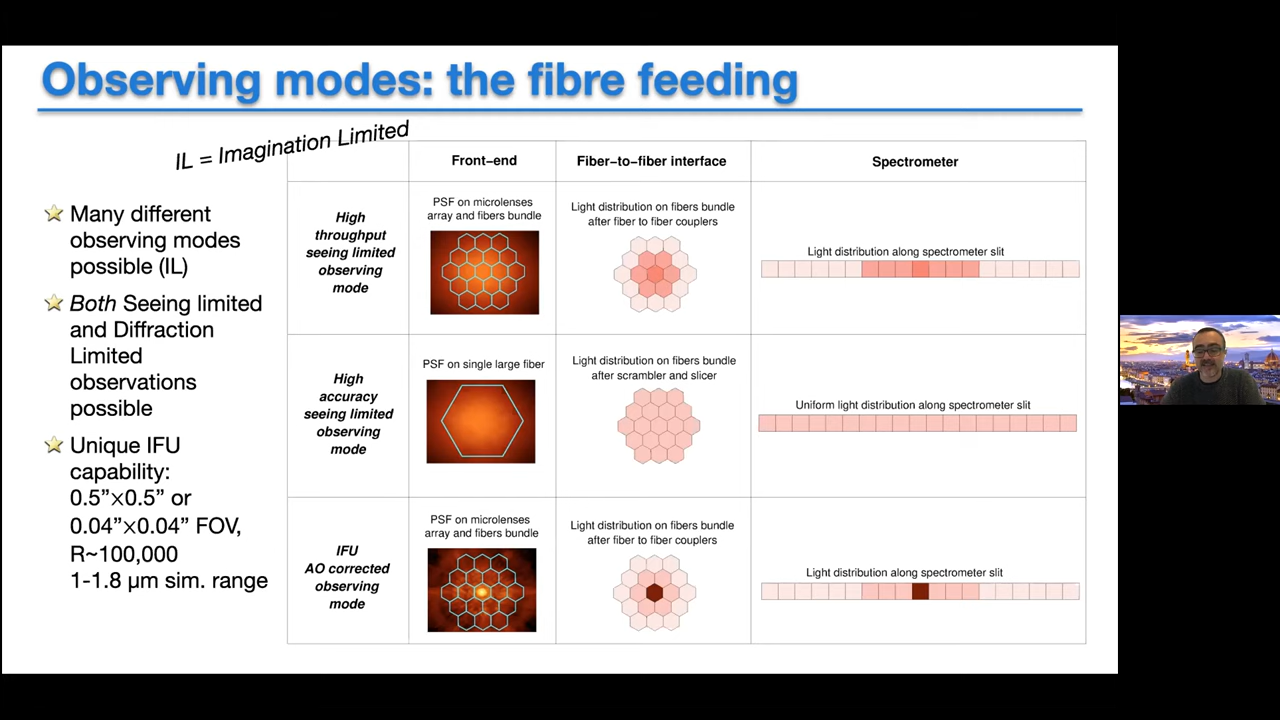 Observing modes: the fibre feeding
IL = Imagination Limited
Many different
observing modes
possible (IL)
Both Seeing limited
and Diffraction
Limited
observations
possible
Unique IFU
capability:
0.5”×0.5” or
0.04”×0.04” FOV,
R~100,000
1-1.8 µm sim. range
Front−end
Fiber−to−fiber interface
Spectrometer
High
throughput
seeing limited
observing
mode
PSF on microlenses
array and fibers bundle
Light distribution on fibers bundle
after fiber to fiber couplers
Light distribution along spectrometer slit
High
accuracy
seeing limited
observing
mode
PSF on single large fiber
Light distribution on fibers bundle
after scrambler and slicer
Uniform light distribution along spectrometer slit
IFU
AO corrected
observing
mode
PSF on microlenses
array and fibers bundle
Light distribution on fibers bundle
after fiber to fiber couplers
Light distribution along spectrometer slit